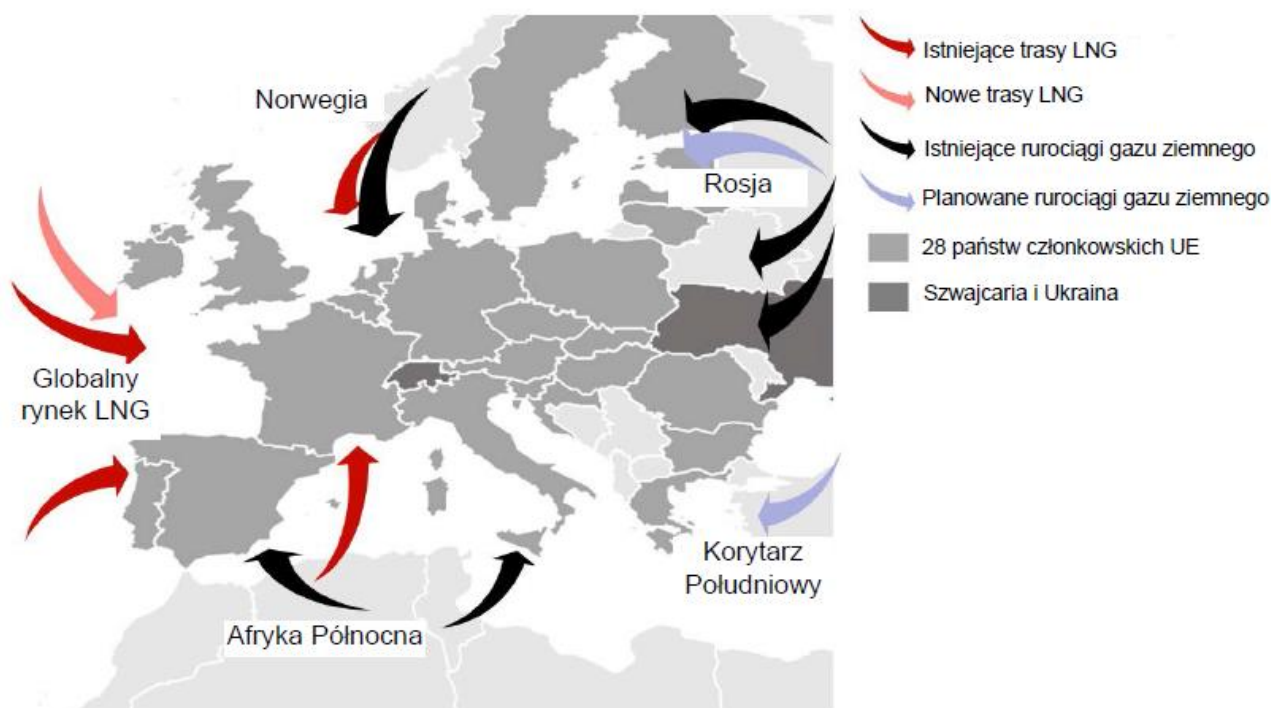 Norwegia
Rosja
Globalny
rynek LNG
Korytarz
Południowy
Afryka Północna
Istniejące trasy LNG
Nowe trasy LNG
Istniejące rurociągi gazu ziemnego
Planowane rurociągi gazu ziemnego
28 państw członkowskich UE
Szwajcaria i Ukraina